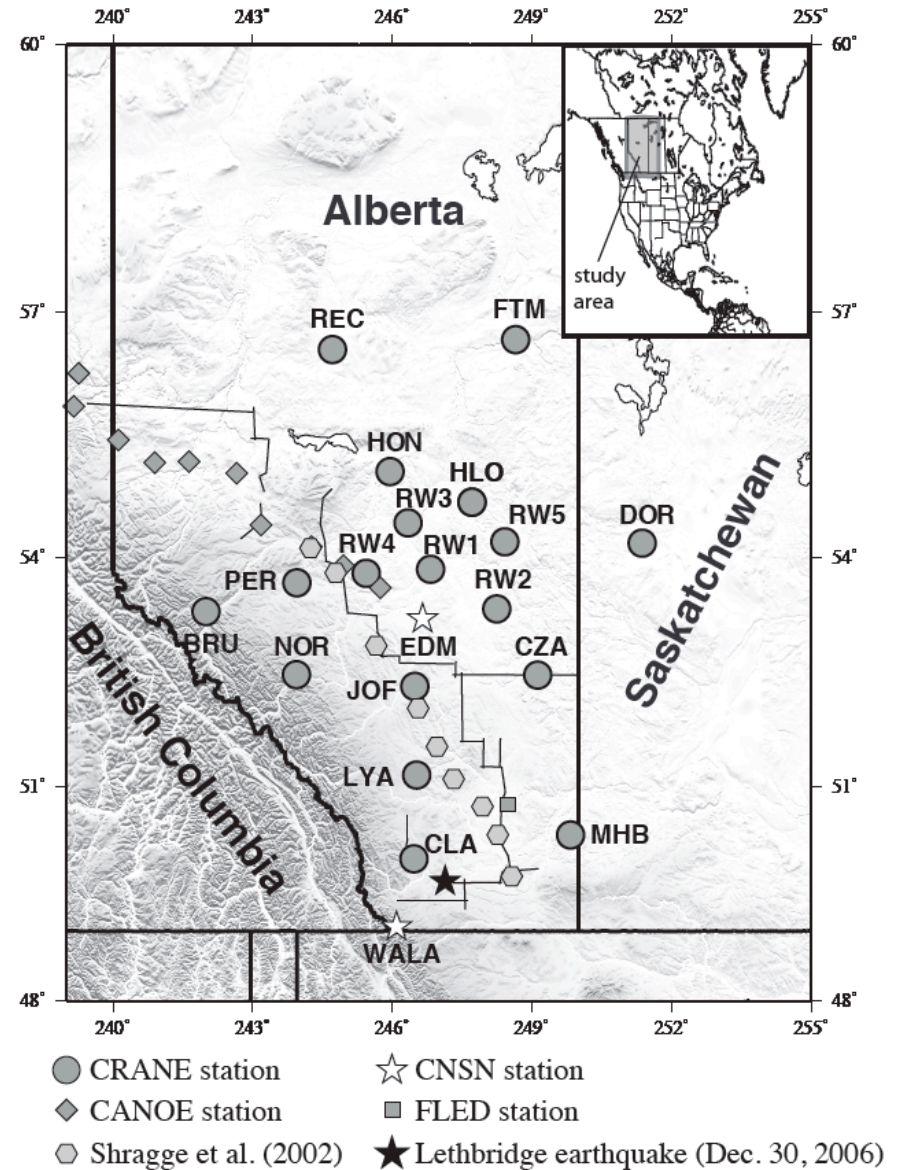 240° 243° 246° 249° 252° 255°
60° 60°
Alberta
study
area
57° 57°
REC
FTM
HON
HLO
RW3
RW5
DOR
54° 54°
RW4
RW1
PER
RW2
BRU
NOR
EDM
CZA
JOF
Saskatchewan
British Columbia
LYA
51° 51°
MHB
CLA
WALA
48° 48°
240° 243° 246° 249° 252° 255°
CRANE station
CNSN station
CANOE station
FLED station
Shragge et al. (2002)
Lethbridge earthquake (Dec. 30, 2006)